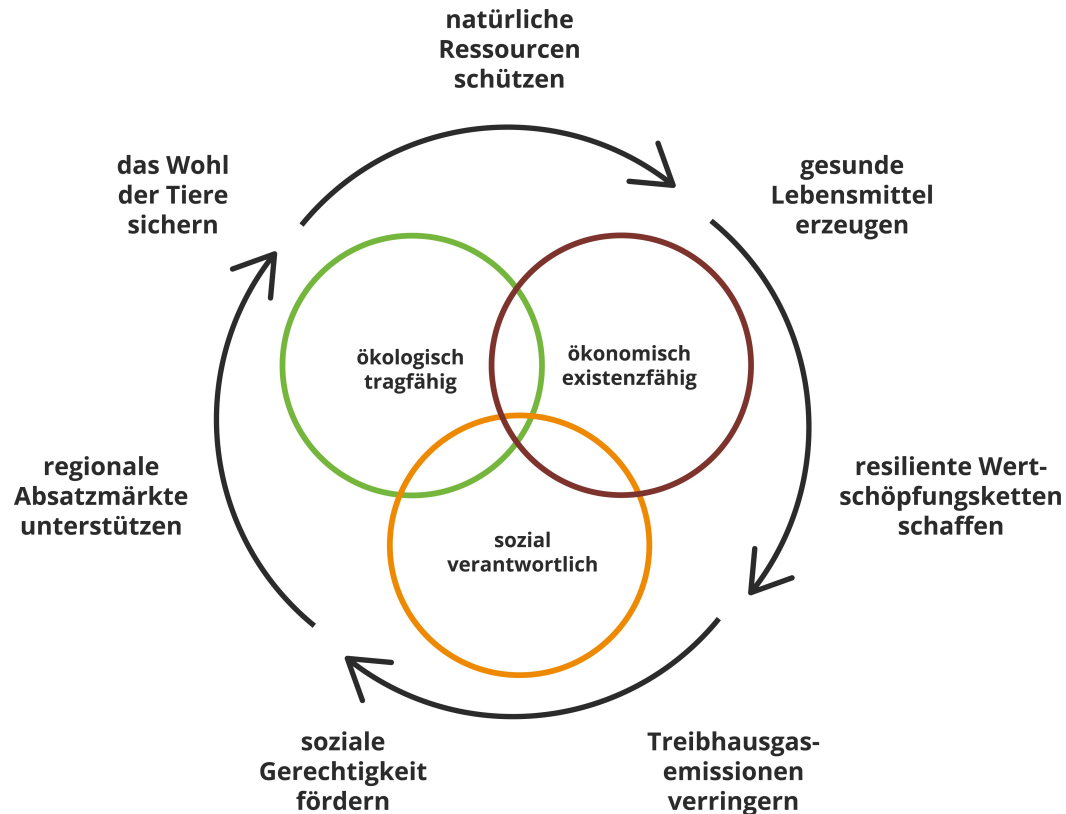 natürliche
Ressourcen
schützen
das Wohl
der Tiere
sichern
gesunde
Lebensmittel
erzeugen
ökologisch
tragfähig
ökonomisch
existenzfähig
regionale
Absatzmärkte
unterstützen
resiliente Wert-
schöpfungsketten
schaffen
sozial
verantwortlich
soziale
Gerechtigkeit
fördern
Treibhausgas-
emissionen
verringern